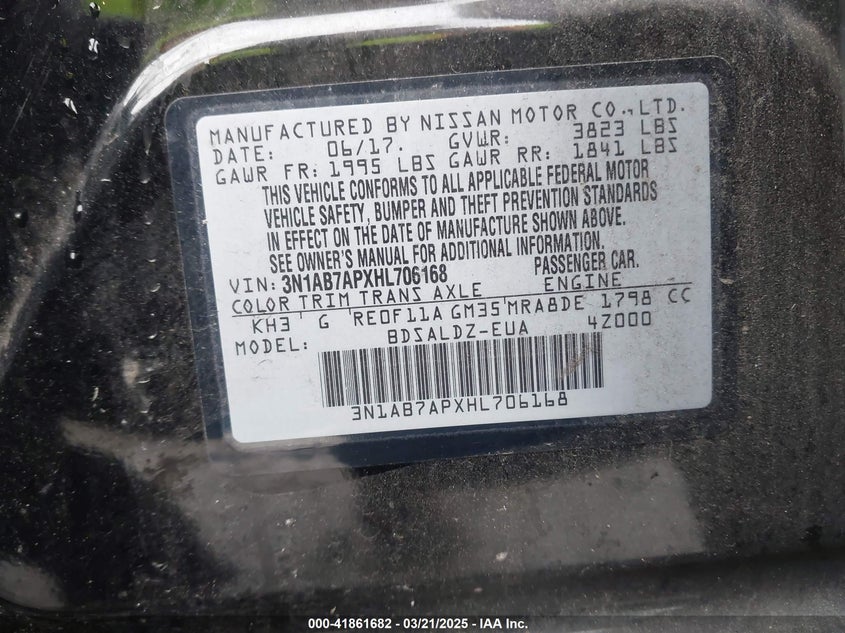 MANUFACTURED BY NISSAN MOTOR CO.,LTD.
DATE: 06/17. GVWR: 3823 LBS
GAWR FR: 1995 LBS GAWR RR: 1841 LBS
THIS VEHICLE CONFORMS TO ALL APPLICABLE FEDERAL MOTOR
VEHICLE SAFETY, BUMPER AND THEFT PREVENTION STANDARDS
IN EFFECT ON THE DATE OF MANUFACTURE SHOWN ABOVE.
SEE OWNER'S MANUAL FOR ADDITIONAL INFORMATION.
VIN: 3N1AB7APXHL706168 PASSENGER CAR.
COLOR TRIM TRANS AXLE ENGINE
KH3 ' G 'RE0F11A GM35'MRA8DE 1798 CC
MODEL: BDSALDZ-EUA 42000
3N1AB7APXHL706168
000-41861682 - 03/21/2025 - IAA Inc.